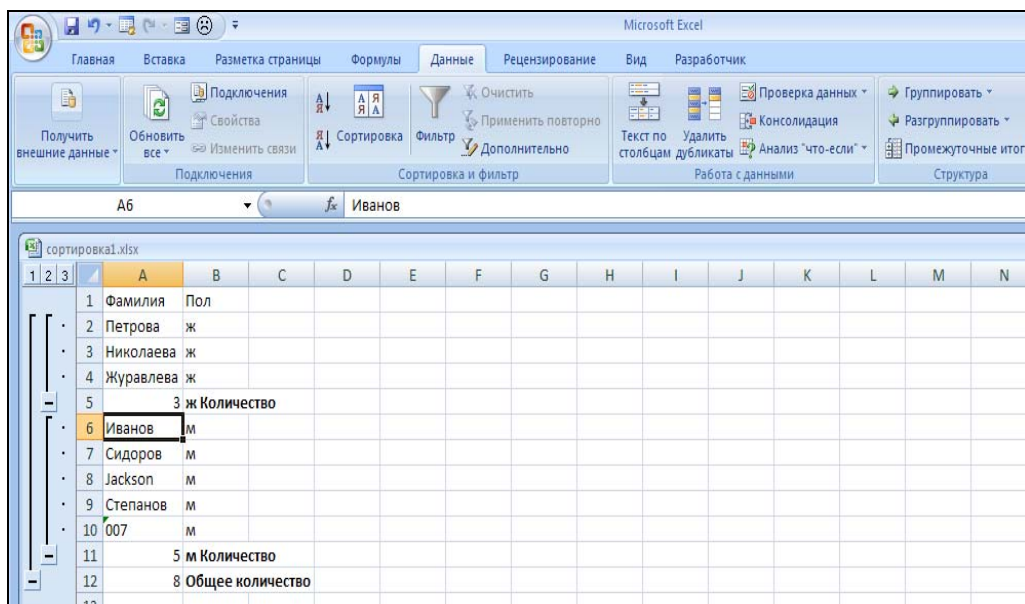 Microsoft Excel
Главная Вставка Разметка страницы Формулы Данные Рецензирование Вид Разработчик
Получить внешние данные
Обновить все
Подключения
Свойства
Изменить связи
Подключения
Сортировка
Фильтр
Очистить
Применить повторно
Дополнительно
Сортировка и фильтр
Текст по столбцам
Удалить дубликаты
Проверка данных
Консолидация
Анализ "что-если"
Работа с данными
Группировать
Разгруппировать
Промежуточные итог
Структура
A6 fx Иванов
сортировка1.xlsx
1 2 3 A B C D E F G H I J K L M N
1 Фамилия Пол
2 Петрова ж
3 Николаева ж
4 Журавлева ж
5 3 ж Количество
6 Иванов м
7 Сидоров м
8 Jackson м
9 Степанов м
10 007 м
11 5 м Количество
12 8 Общее количество